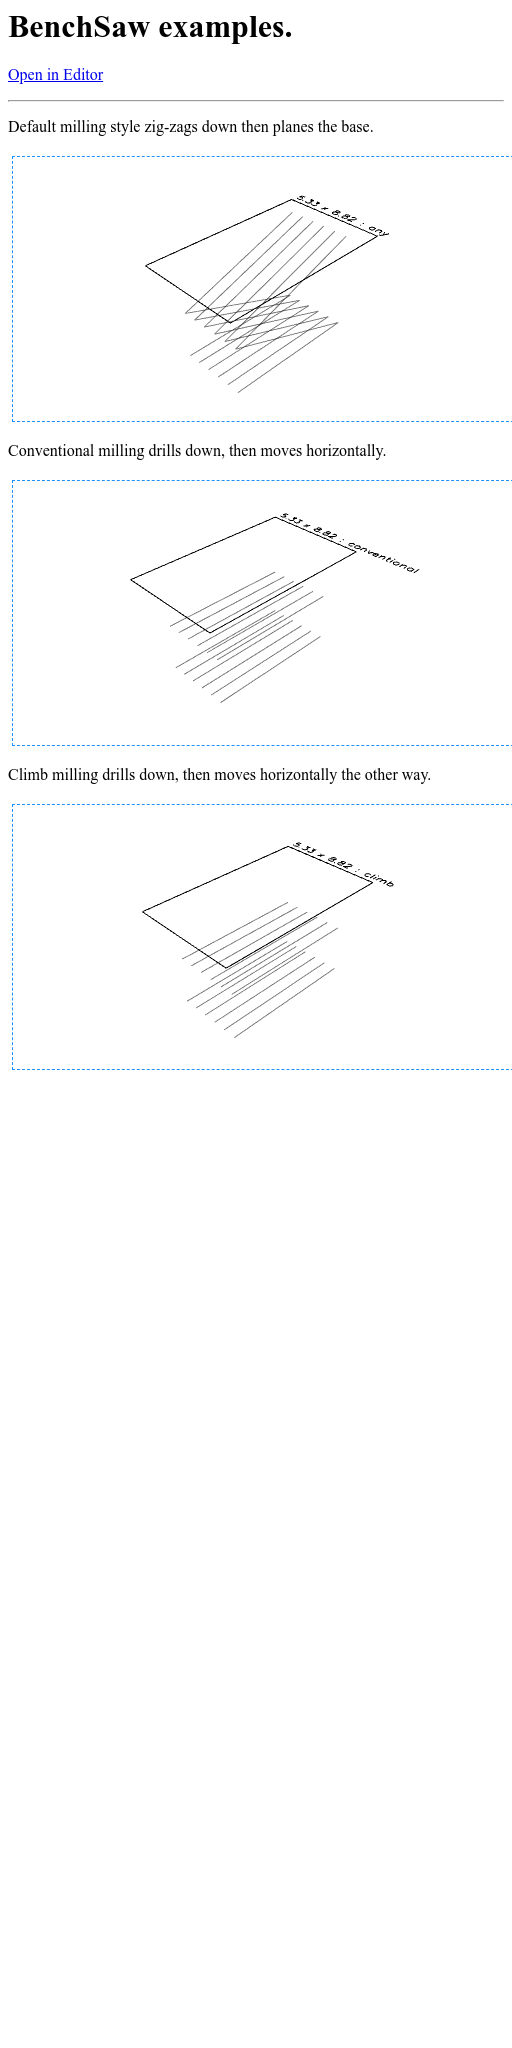 BenchSaw examples.
Open in Editor
Default milling style zig-zags down then planes the base.
5.33 x 8.82 : any
Conventional milling drills down, then moves horizontally.
5.33 x 8.82 : conventional
Climb milling drills down, then moves horizontally the other way.
5.33 x 8.82 : climb